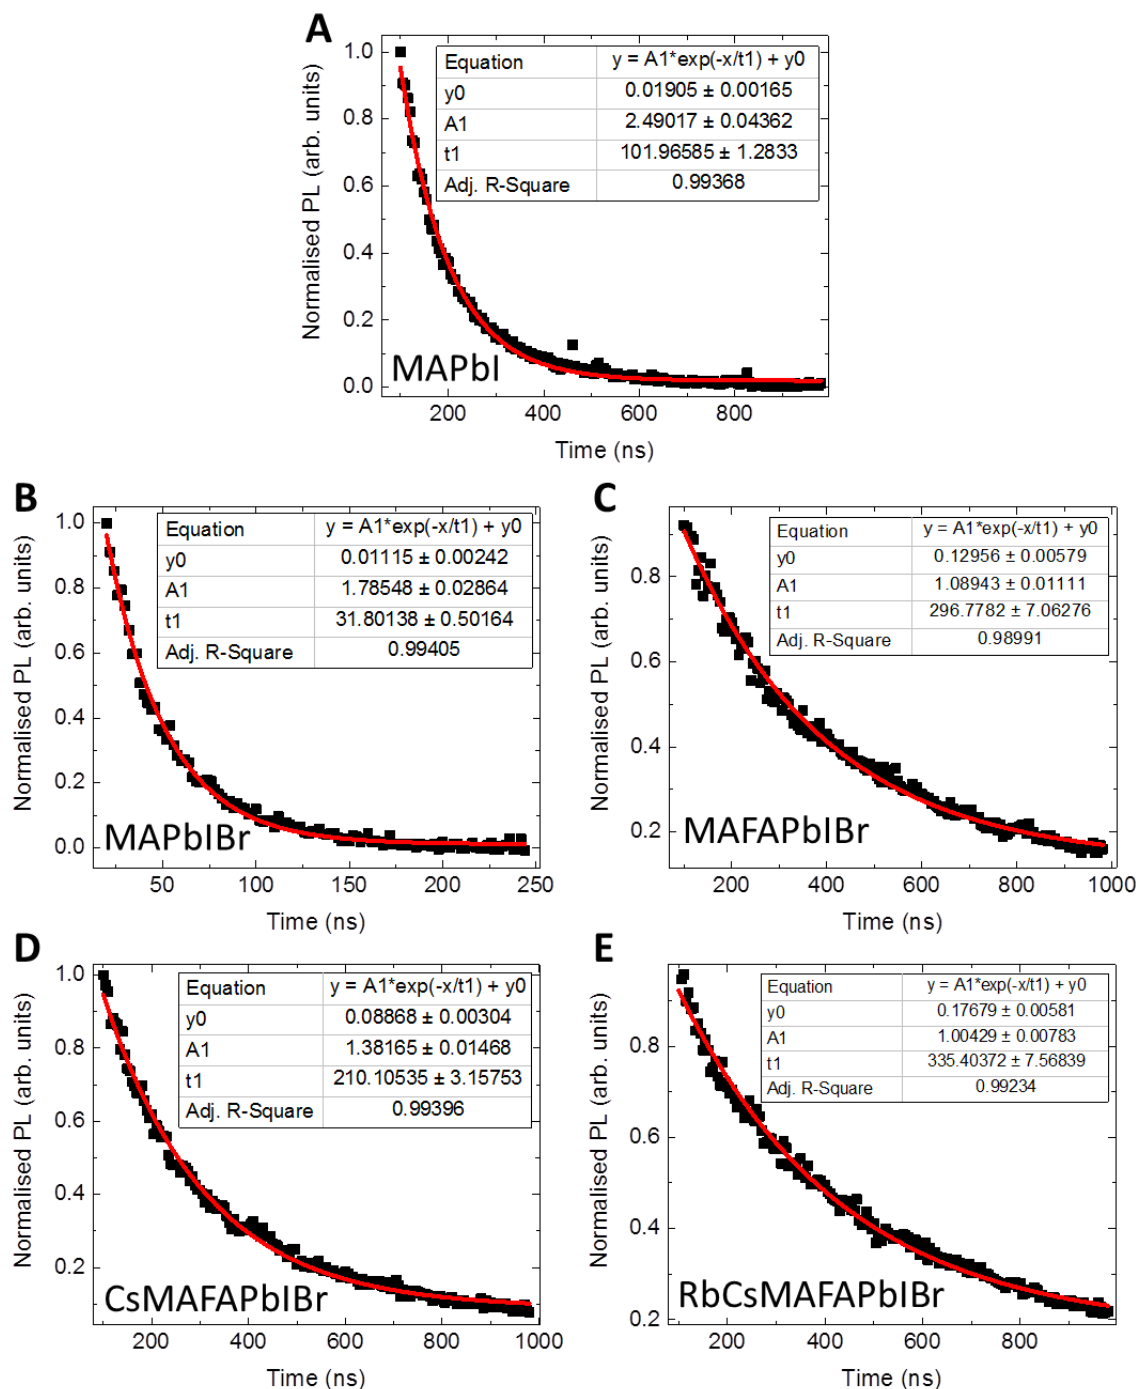 A
Normalised PL (arb. units)
1.0
0.8
0.6
0.4
0.2
0.0
Equation y = A1*exp(-x/t1) + y0
y0 0.01905 ± 0.00165
A1 2.49017 ± 0.04362
t1 101.96585 ± 1.2833
Adj. R-Square 0.99368
MAPbI
200 400 600 800
Time (ns)
B
Normalised PL (arb. units)
1.0
0.8
0.6
0.4
0.2
0.0
Equation y = A1*exp(-x/t1) + y0
y0 0.01115 ± 0.00242
A1 1.78548 ± 0.02864
t1 31.80138 ± 0.50164
Adj. R-Square 0.99405
MAPbIBr
50 100 150 200 250
Time (ns)
C
Normalised PL (arb. units)
0.8
0.6
0.4
0.2
Equation y = A1*exp(-x/t1) + y0
y0 0.12956 ± 0.00579
A1 1.08943 ± 0.01111
t1 296.7782 ± 7.06276
Adj. R-Square 0.98991
MAFAPbIBr
200 400 600 800 1000
Time (ns)
D
Normalised PL (arb. units)
1.0
0.8
0.6
0.4
0.2
Equation y = A1*exp(-x/t1) + y0
y0 0.08868 ± 0.00304
A1 1.38165 ± 0.01468
t1 210.10535 ± 3.15753
Adj. R-Square 0.99396
CsMAFAPbIBr
200 400 600 800 1000
Time (ns)
E
Normalised PL (arb. units)
0.8
0.6
0.4
0.2
Equation y = A1*exp(-x/t1) + y0
y0 0.17679 ± 0.00581
A1 1.00429 ± 0.00783
t1 335.40372 ± 7.56839
Adj. R-Square 0.99234
RbCsMAFAPbIBr
200 400 600 800
Time (ns)